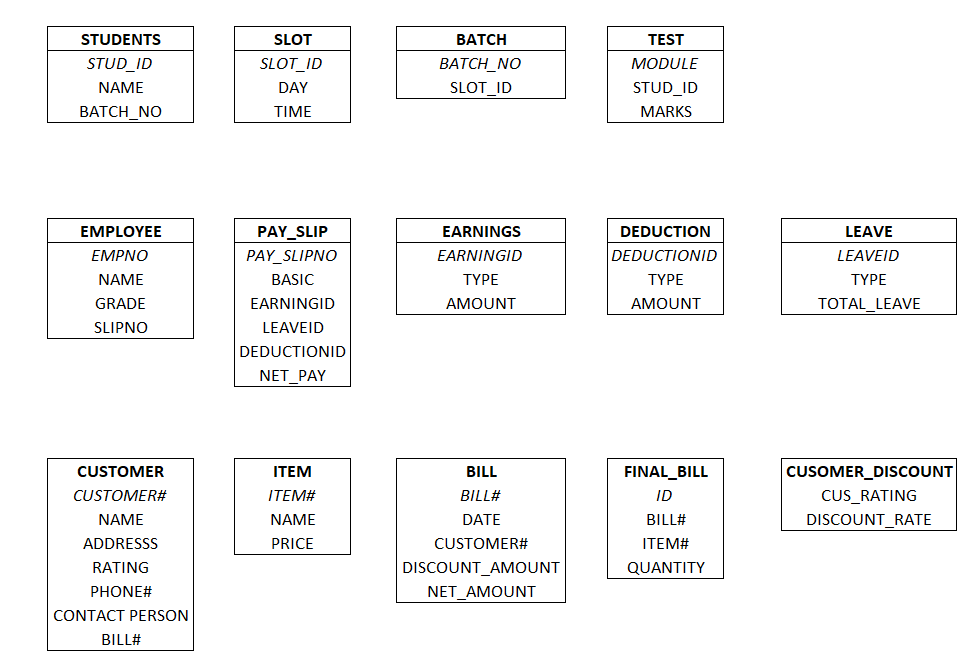 STUDENTS
STUD_ID
NAME
BATCH_NO
SLOT
SLOT_ID
DAY
TIME
BATCH
BATCH_NO
SLOT_ID
TEST
MODULE
STUD_ID
MARKS
EMPLOYEE
EMPNO
NAME
GRADE
SLIPNO
PAY_SLIP
PAY_SLIPNO
BASIC
EARNINGID
LEAVEID
DEDUCTIONID
NET_PAY
EARNINGS
EARNINGID
TYPE
AMOUNT
DEDUCTION
DEDUCTIONID
TYPE
AMOUNT
LEAVE
LEAVEID
TYPE
TOTAL_LEAVE
CUSTOMER
CUSTOMER#
NAME
ADDRESSS
RATING
PHONE#
CONTACT PERSON
BILL#
ITEM
ITEM#
NAME
PRICE
BILL
BILL#
DATE
CUSTOMER#
DISCOUNT_AMOUNT
NET_AMOUNT
FINAL_BILL
ID
BILL#
ITEM#
QUANTITY
CUSOMER_DISCOUNT
CUS_RATING
DISCOUNT_RATE